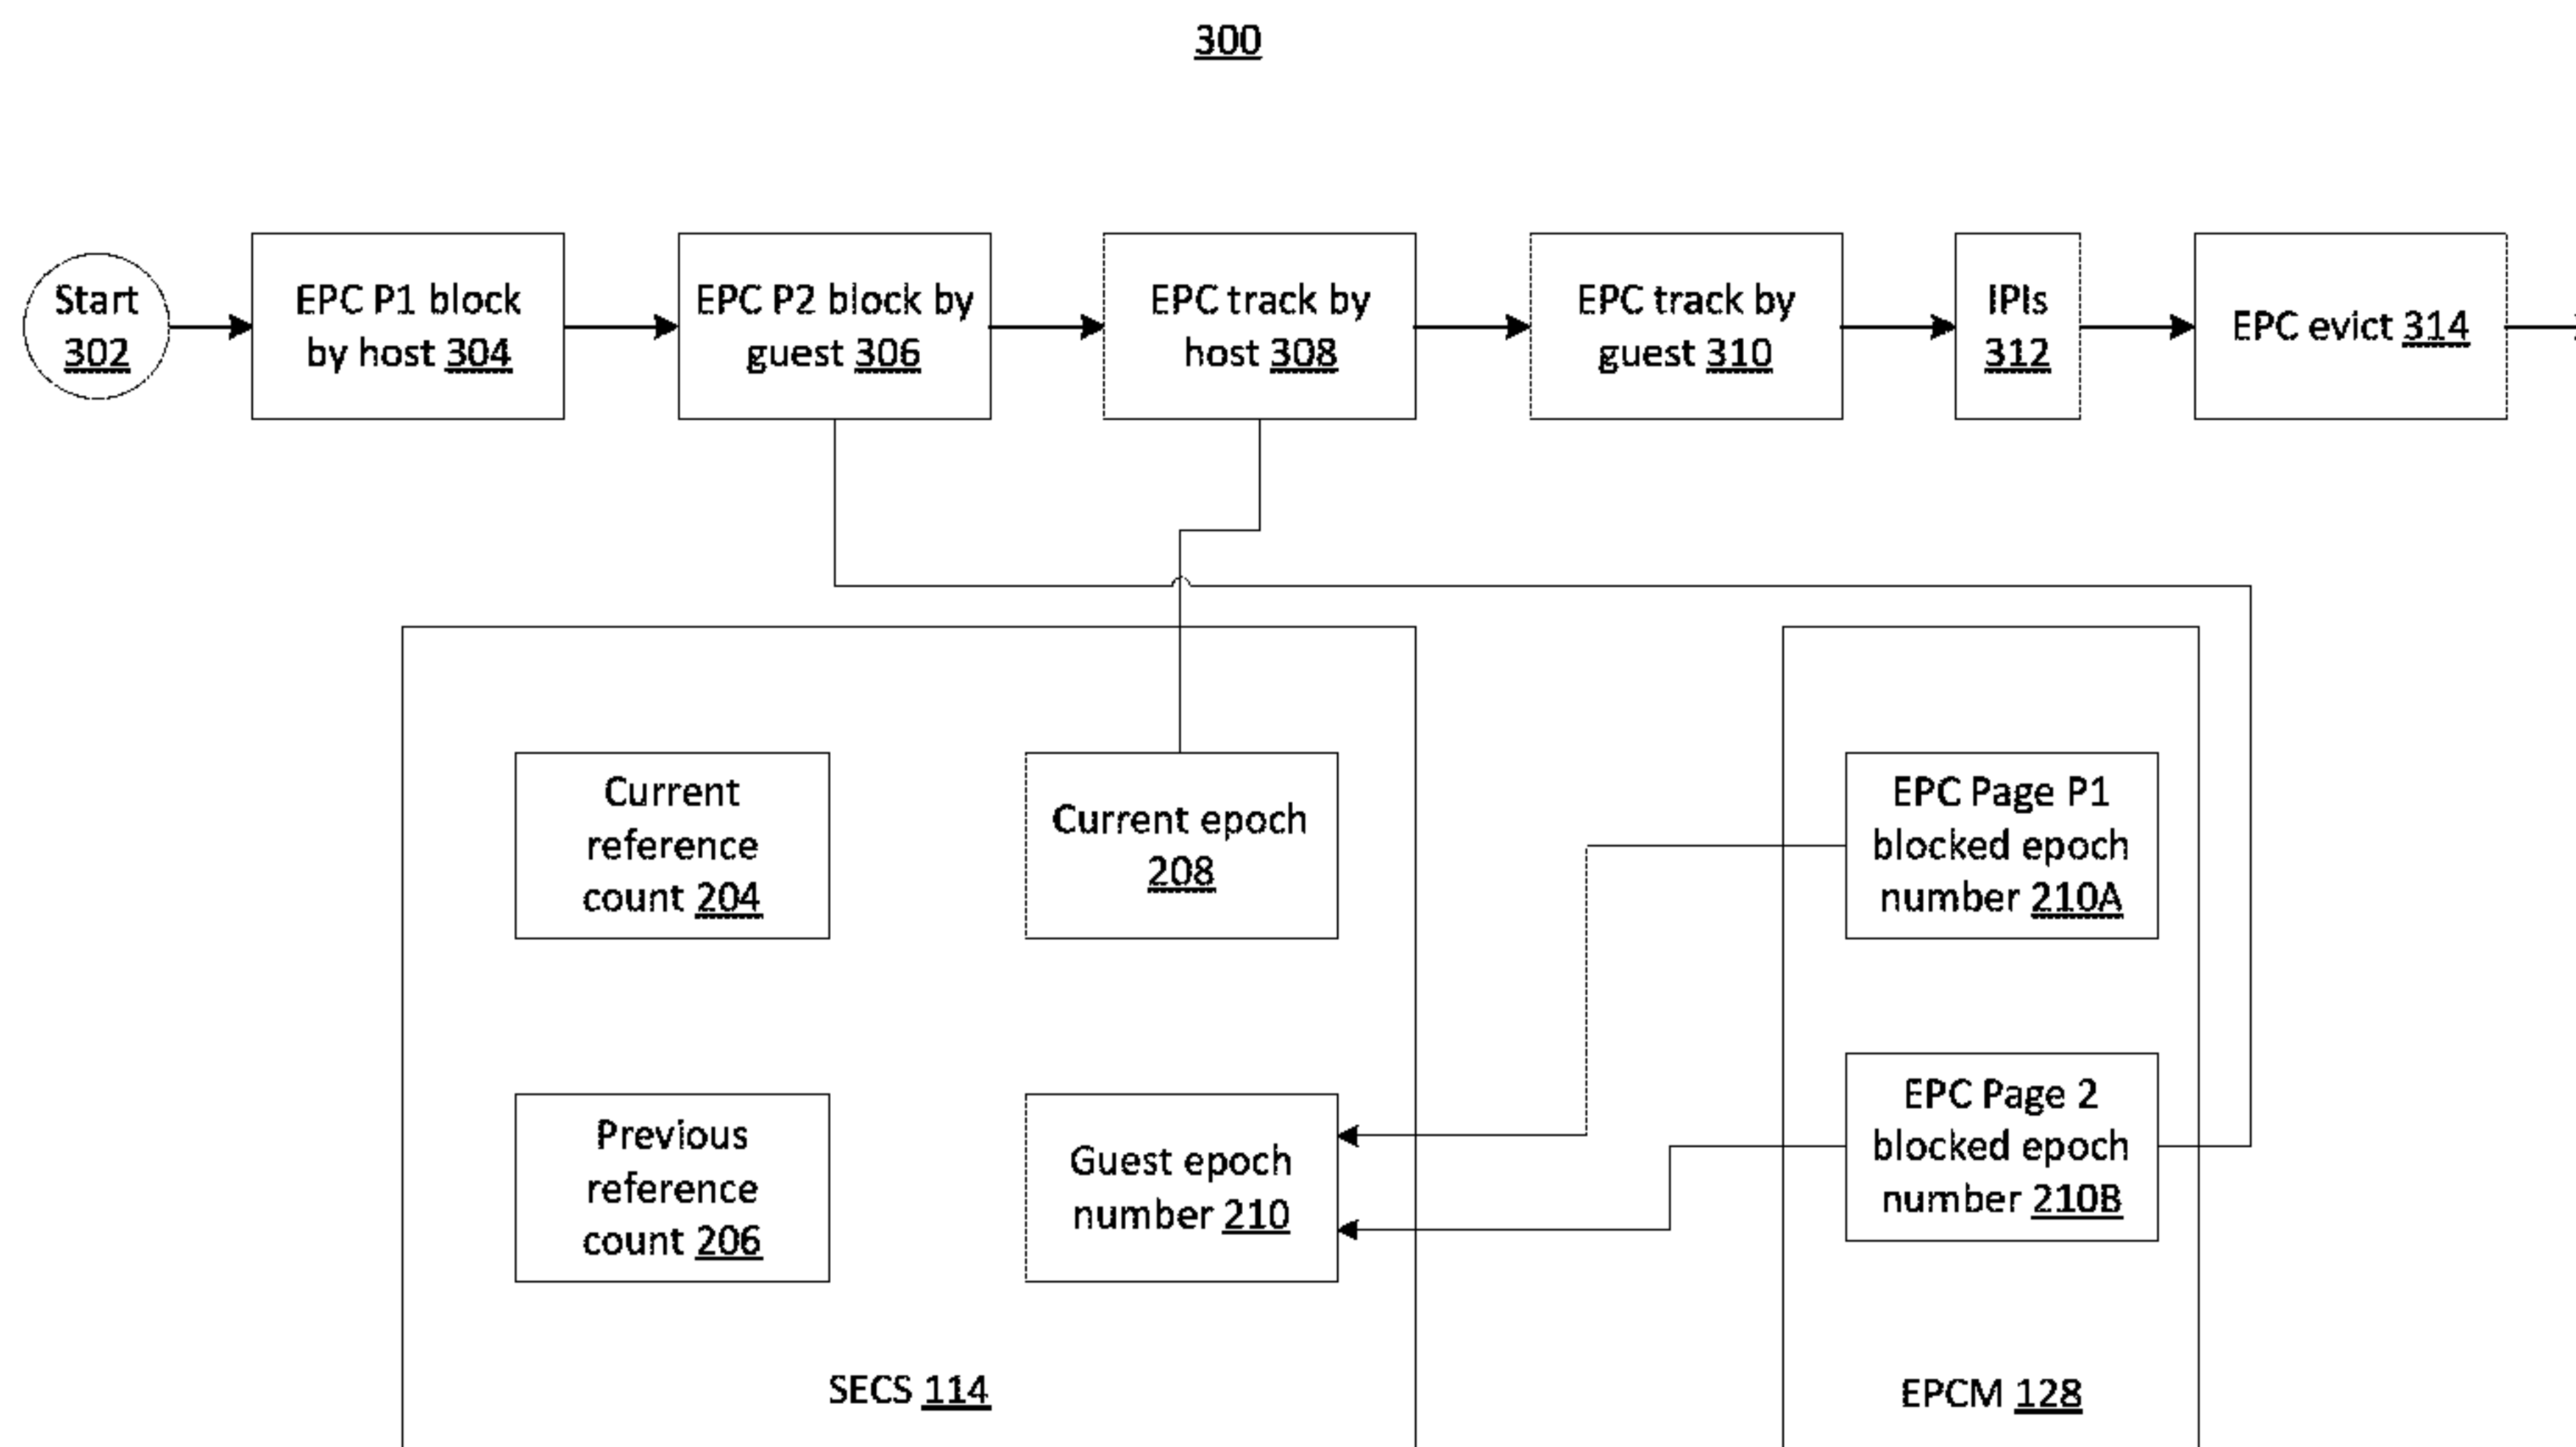 300
Start
302
EPC P1 block
by host 304
EPC P2 block by
guest 306
EPC track by
host 308
EPC track by
guest 310
IPIs
312
EPC evict 314
Current
reference
count 204
Current epoch
208
EPC Page P1
blocked epoch
number 210A
Previous
reference
count 206
Guest epoch
number 210
EPC Page 2
blocked epoch
number 210B
SECS 114
EPCM 128